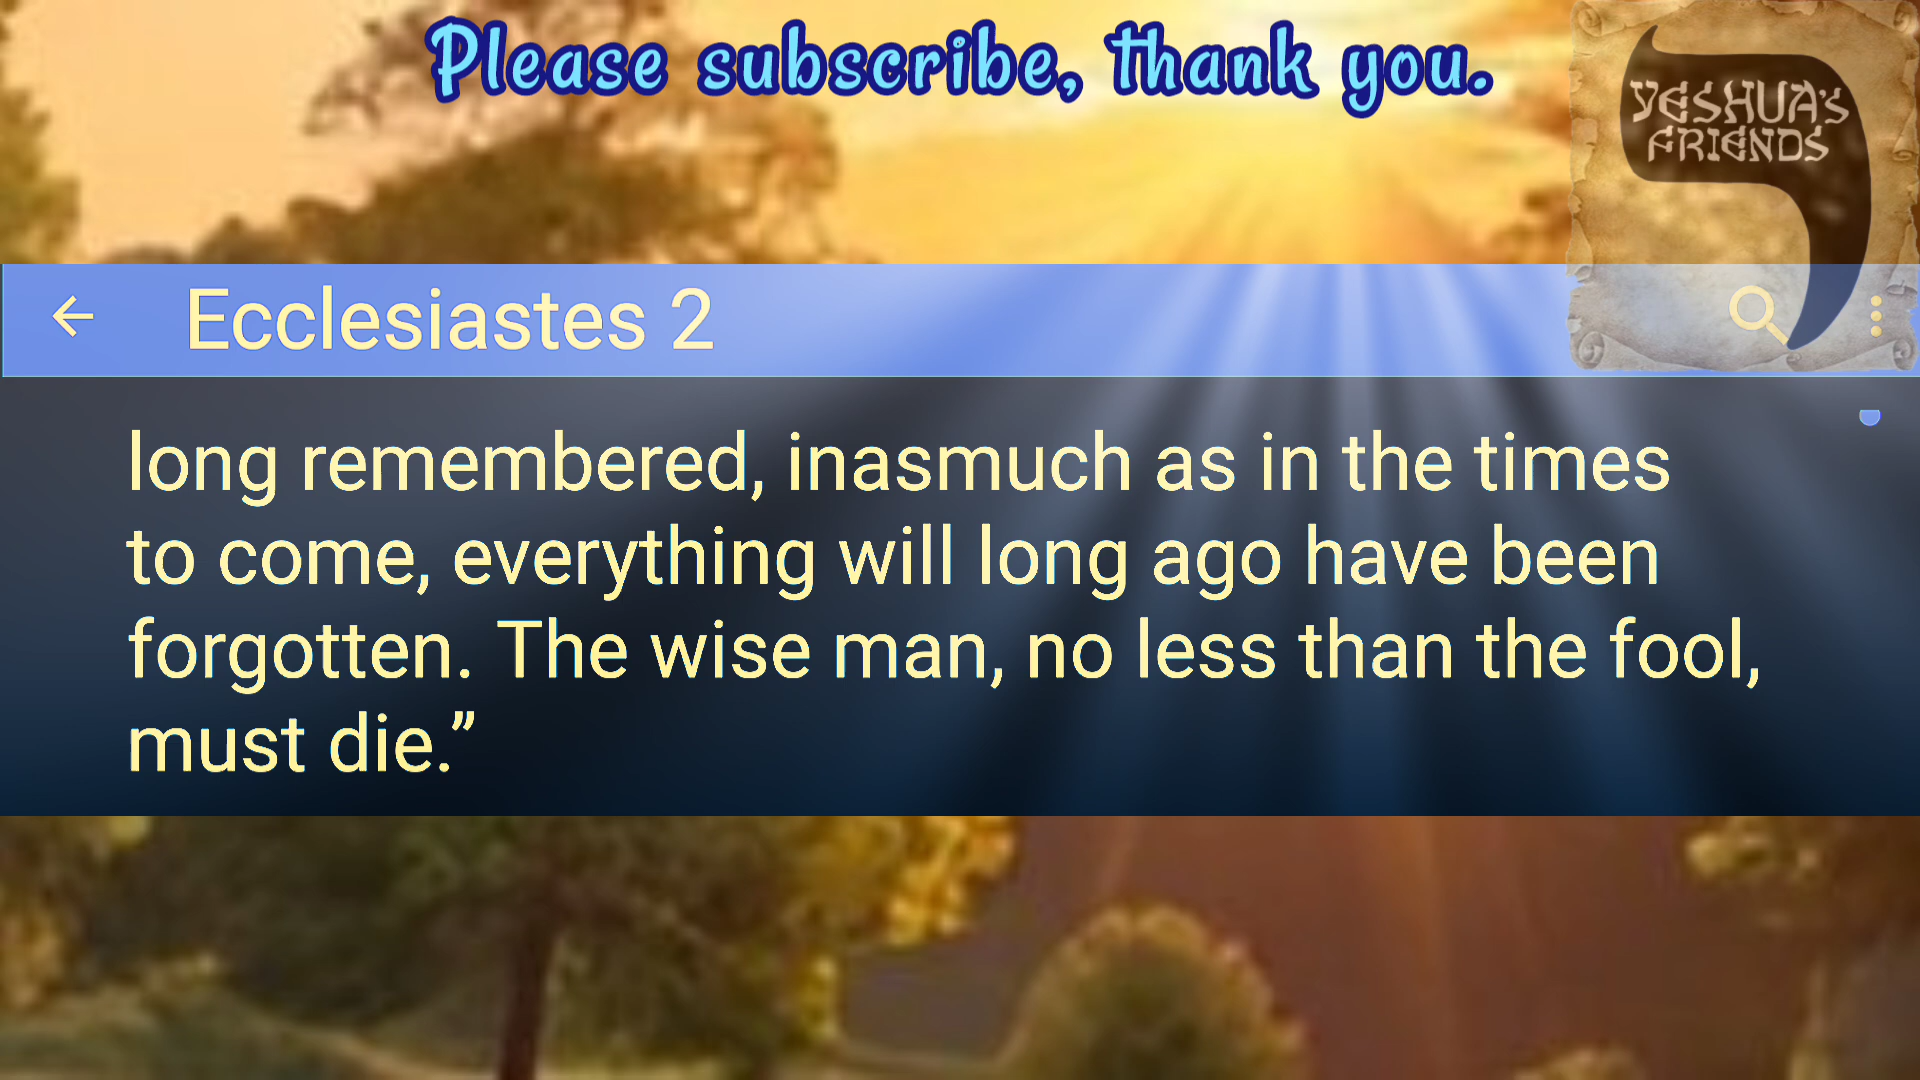 Please subscribe, thank you.
YESHUA'S
FRIENDS
Ecclesiastes 2
long remembered, inasmuch as in the times
to come, everything will long ago have been
forgotten. The wise man, no less than the fool,
must die.”